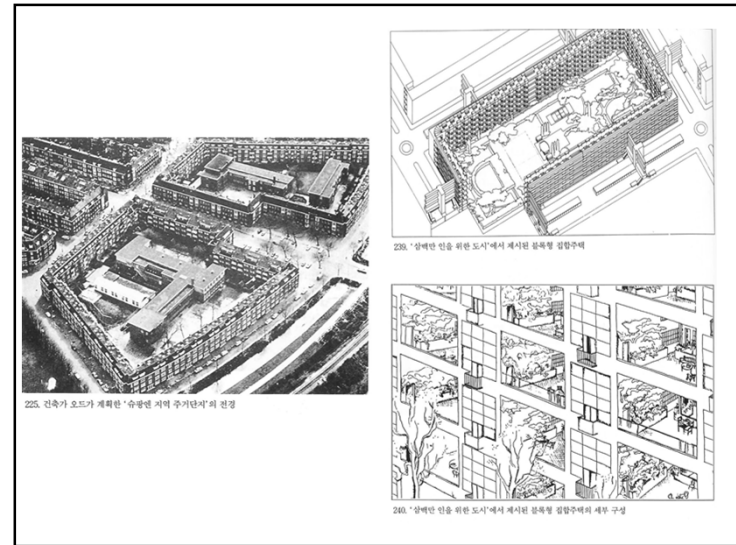 225. 건축가 오드가 계획한 '슈팡엔 지역 주거단지'의 전경
239. '삼백만 인을 위한 도시'에서 제시된 블록형 집합주택
240. '삼백만 인을 위한 도시'에서 제시된 블록형 집합주택의 세부 구성